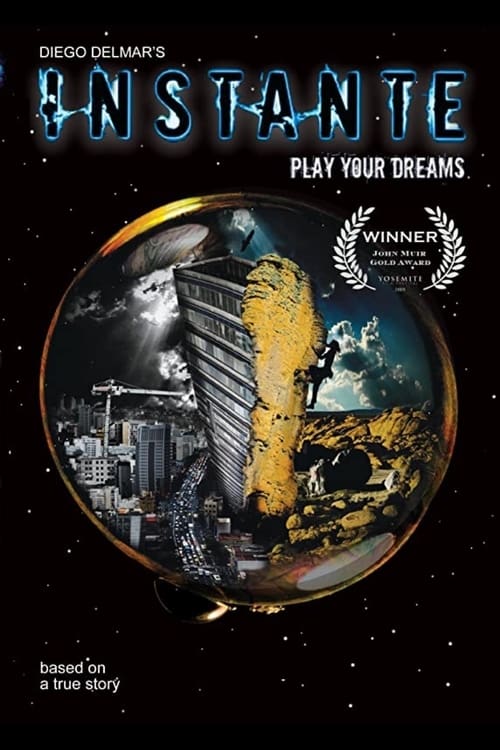 DIEGO DELMAR'S
INSTANTE
PLAY YOUR DREAMS
WINNER
JOHN MUIR
GOLD AWARD
YOSEMITE
based on
a true story